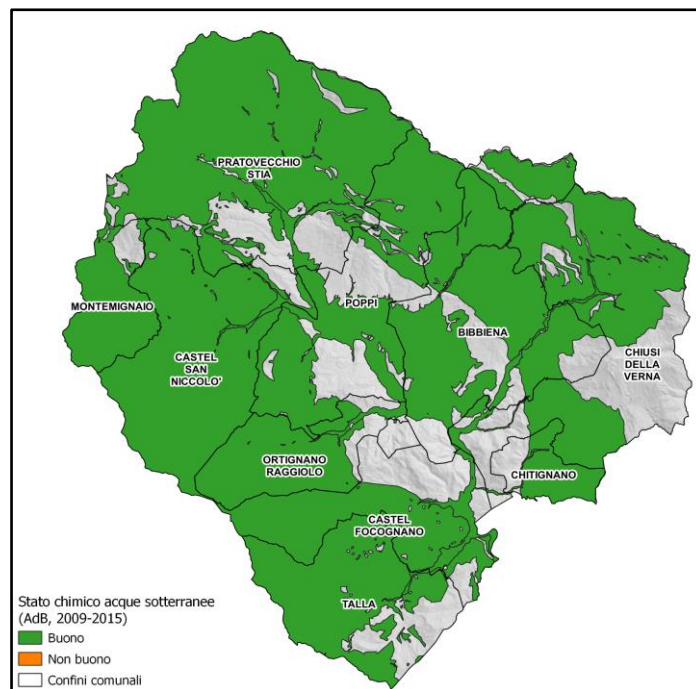 PRATOVECCHIO
STIA
MONTEMIGNAIO
POPPI
BIBBIENA
CASTEL
SAN
NICCOLO'
CHIUSI
DELLA
VERNA
ORTIGNANO
RAGGIOLO
CHITIGNANO
CASTEL
FOCOGNANO
TALLA
Stato chimico acque sotterranee
(AdB, 2009-2015)
Buono
Non buono
Confini comunali